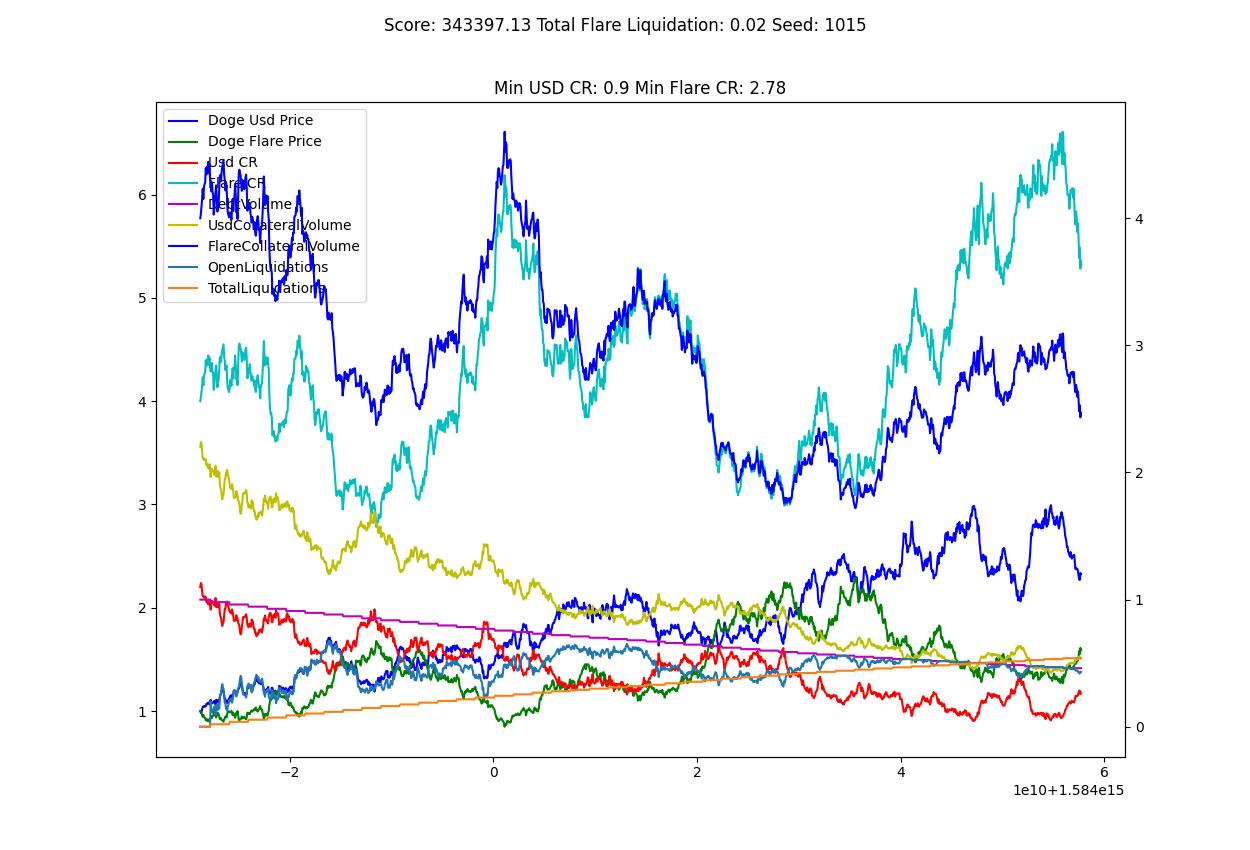 Score: 343397.13 Total Flare Liquidation: 0.02 Seed: 1015
Min USD CR: 0.9 Min Flare CR: 2.78
Doge Usd Price
Doge Flare Price
Usd CR
Flare CR
DebtVolume
UsdCollateralVolume
FlareCollateralVolume
OpenLiquidations
TotalLiquidations
6
5
4
3
2
1
4
3
2
1
0
−2
0
2
4
6
1e10+1.584e15